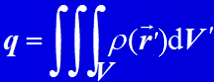 q = ∭_V ρ(r⃗')dV'